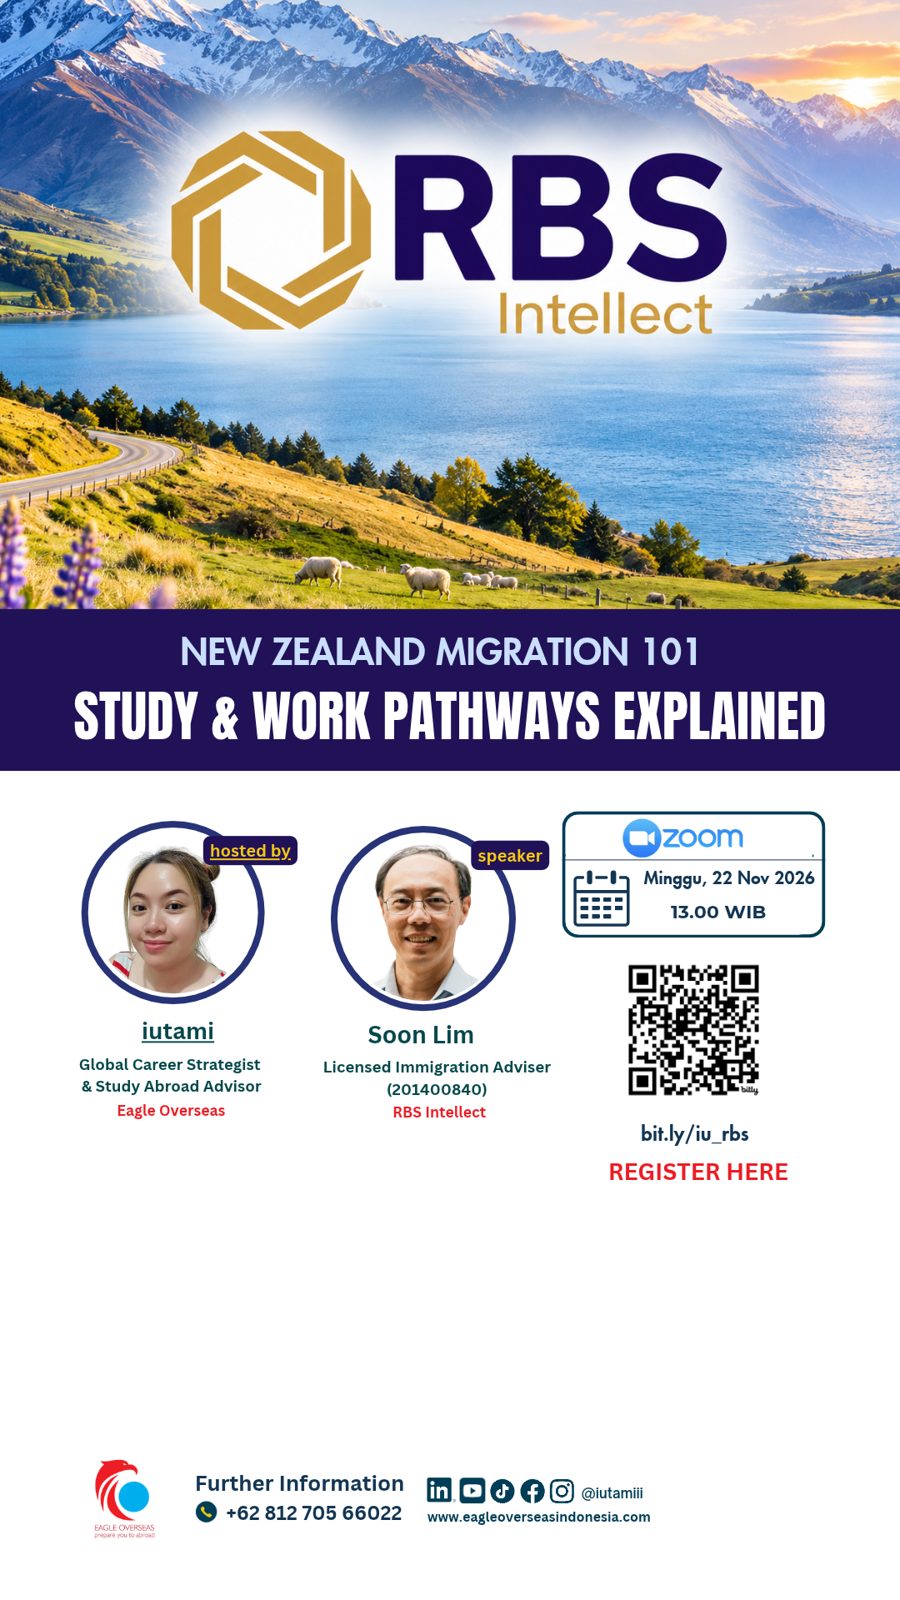 RBS
Intellect
NEW ZEALAND MIGRATION 101
STUDY & WORK PATHWAYS EXPLAINED
hosted by
iutami
Global Career Strategist
& Study Abroad Advisor
Eagle Overseas
speaker
Soon Lim
Licensed Immigration Adviser
(201400840)
RBS Intellect
zoom
Minggu, 22 Nov 2026
13.00 WIB
bitly
bit.ly/iu_rbs
REGISTER HERE
EAGLE OVERSEAS
prepare you to abroad
Further Information
+62 812 705 66022
in
@iutamiii
www.eagleoverseasindonesia.com